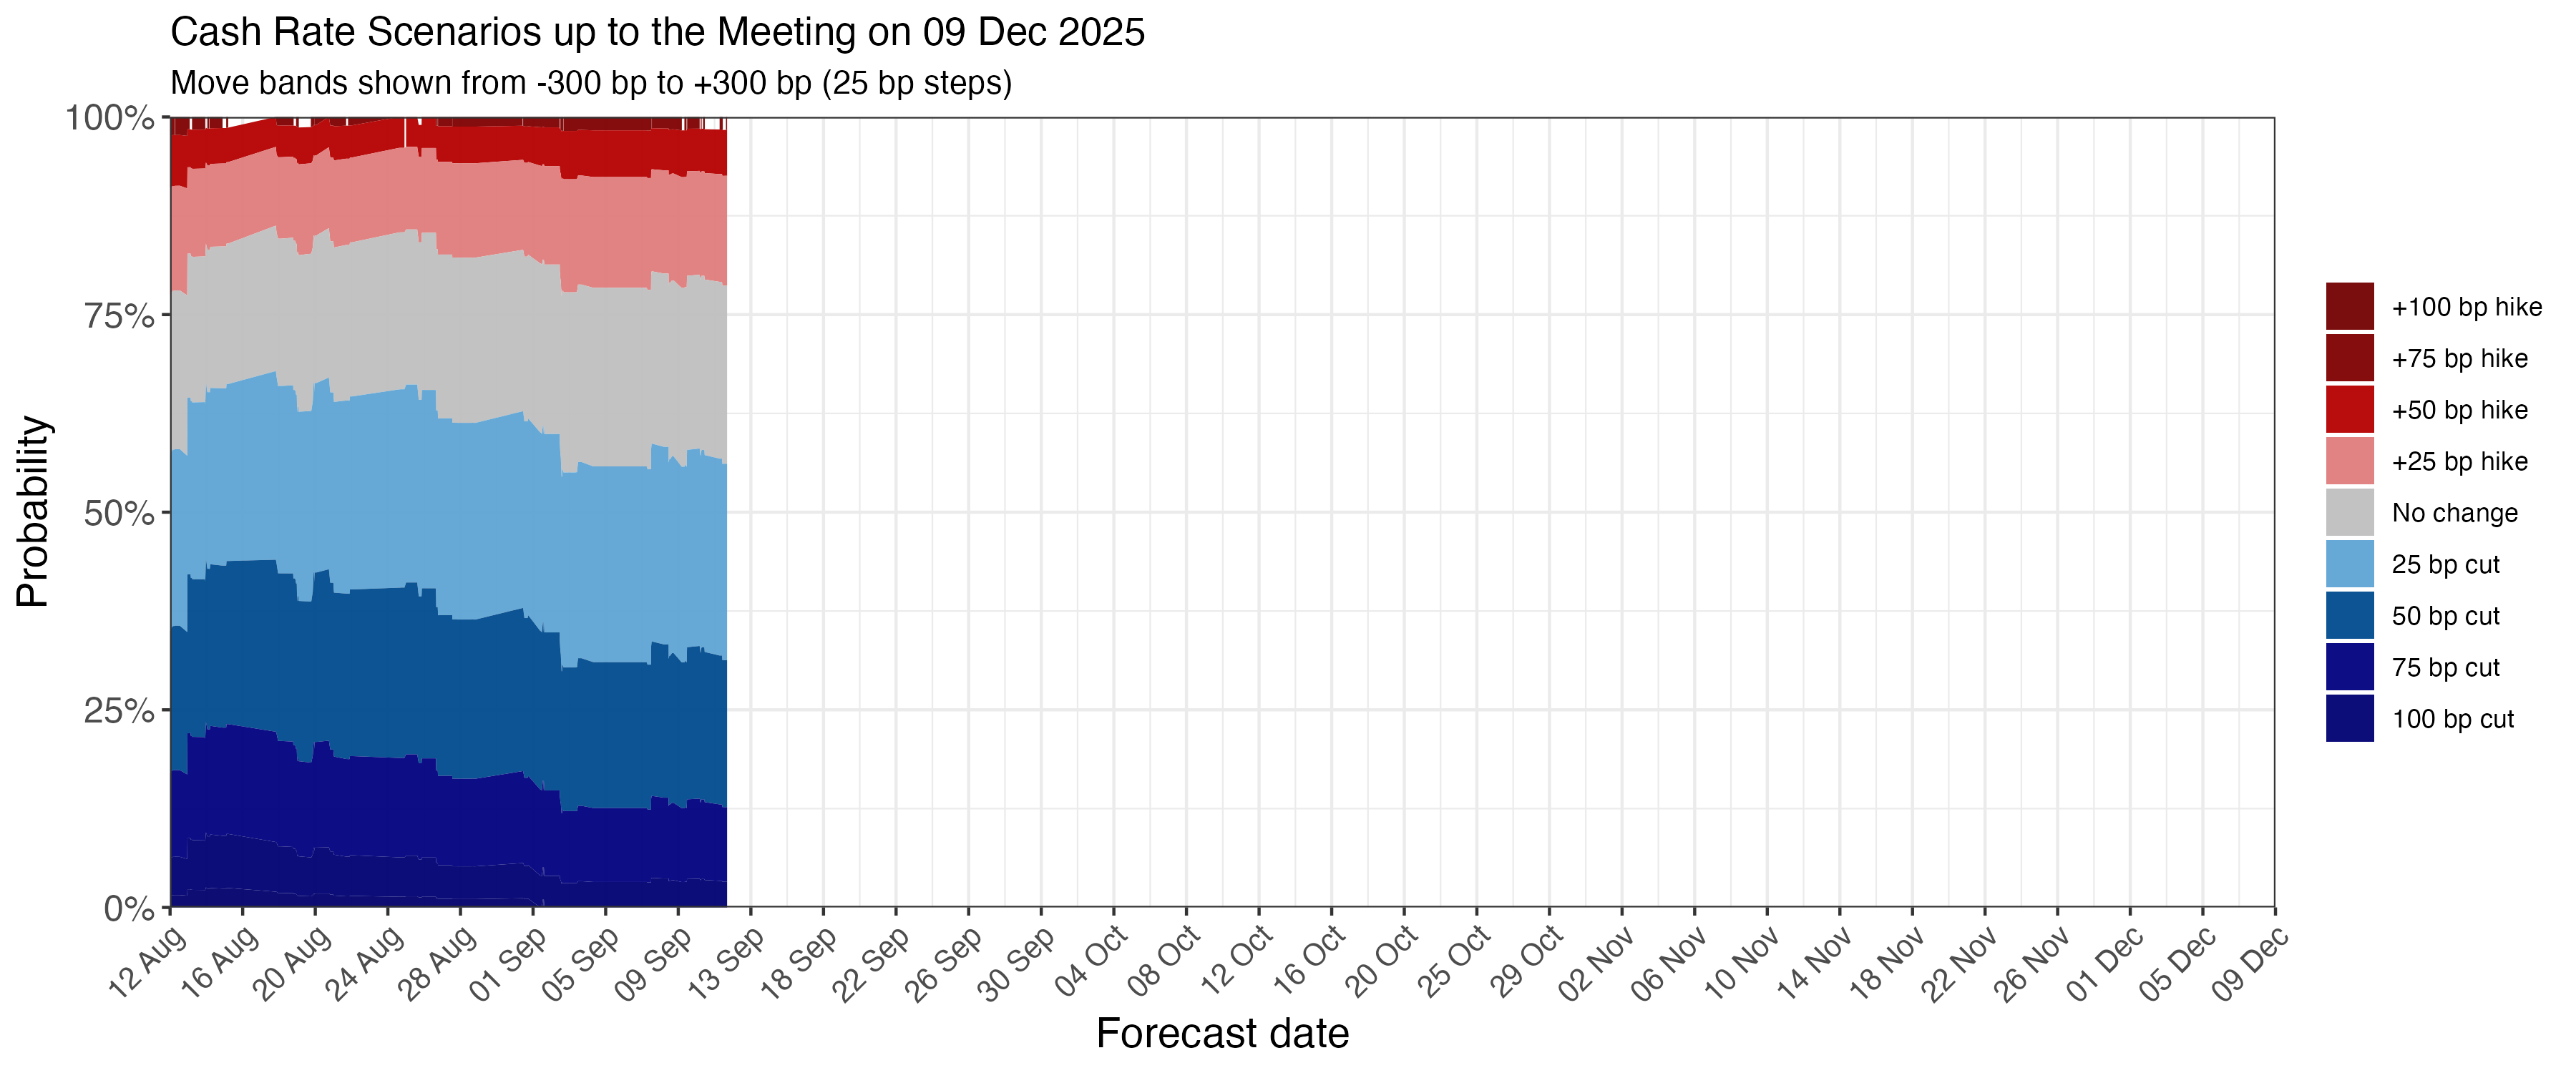 Cash Rate Scenarios up to the Meeting on 09 Dec 2025
Move bands shown from -300 bp to +300 bp (25 bp steps)
Probability
100%
75%
50%
25%
0%
12 Aug
16 Aug
20 Aug
24 Aug
28 Aug
01 Sep
05 Sep
09 Sep
13 Sep
18 Sep
22 Sep
26 Sep
30 Sep
04 Oct
08 Oct
12 Oct
16 Oct
20 Oct
25 Oct
29 Oct
02 Nov
06 Nov
10 Nov
14 Nov
18 Nov
22 Nov
26 Nov
01 Dec
05 Dec
09 Dec
Forecast date
+100 bp hike
+75 bp hike
+50 bp hike
+25 bp hike
No change
25 bp cut
50 bp cut
75 bp cut
100 bp cut